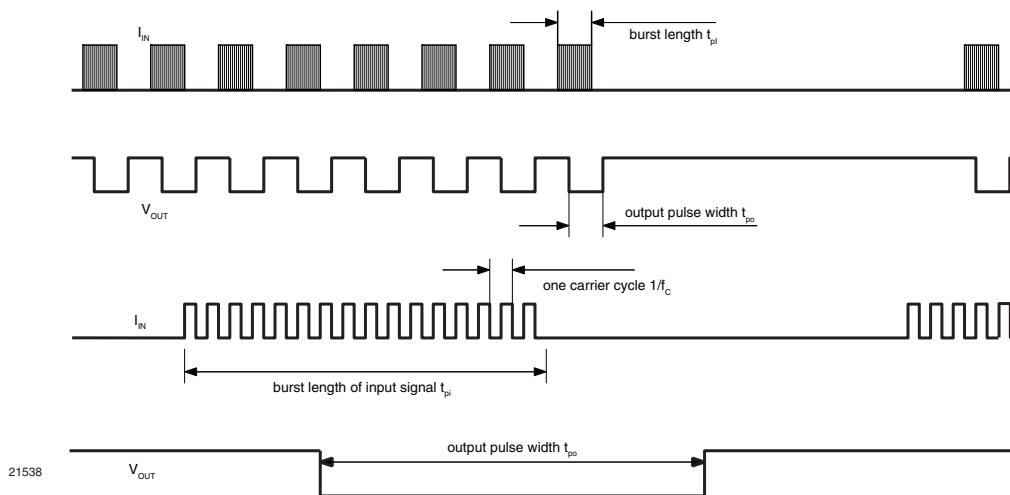 I_IN
burst length t_pi
V_OUT
output pulse width t_po
one carrier cycle 1/f_C
I_IN
burst length of input signal t_pi
output pulse width t_po
21538
V_OUT